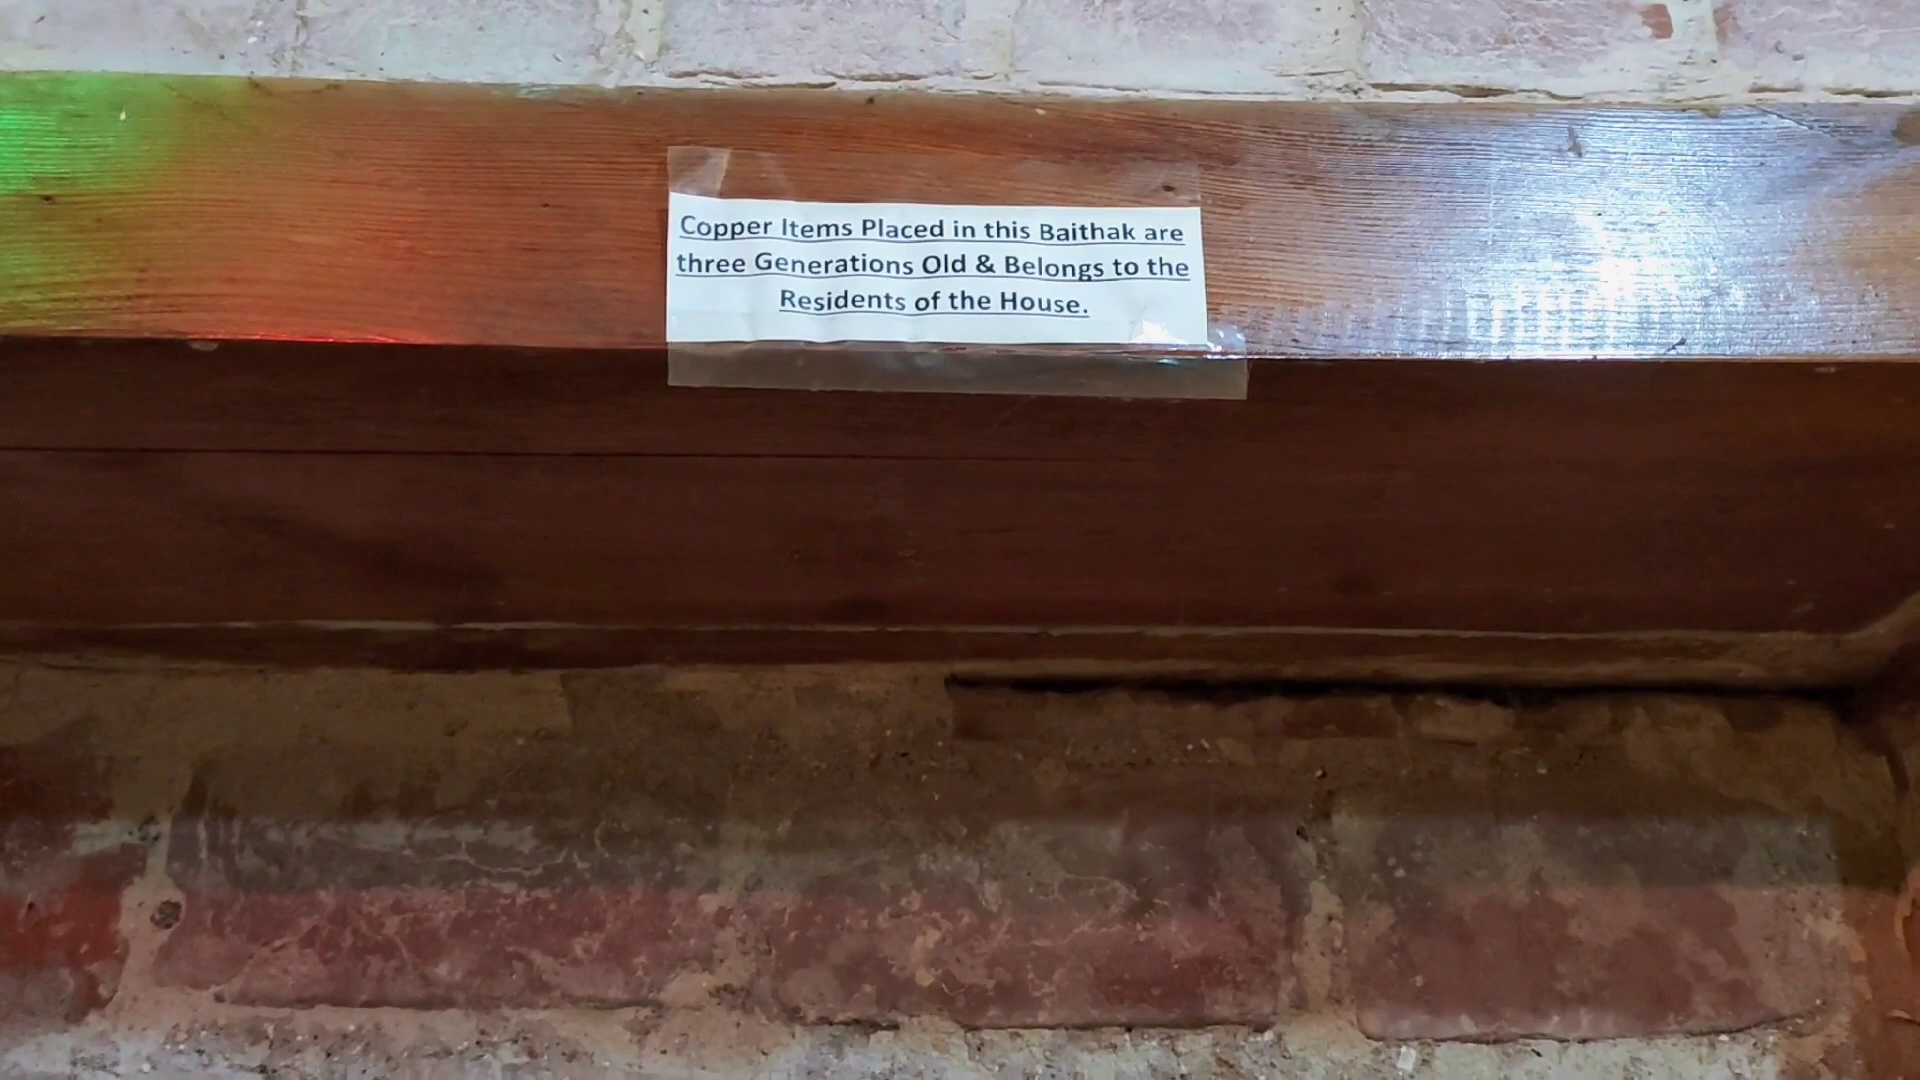 Copper Items Placed in this Baithak are
three Generations Old & Belongs to the
Residents of the House.